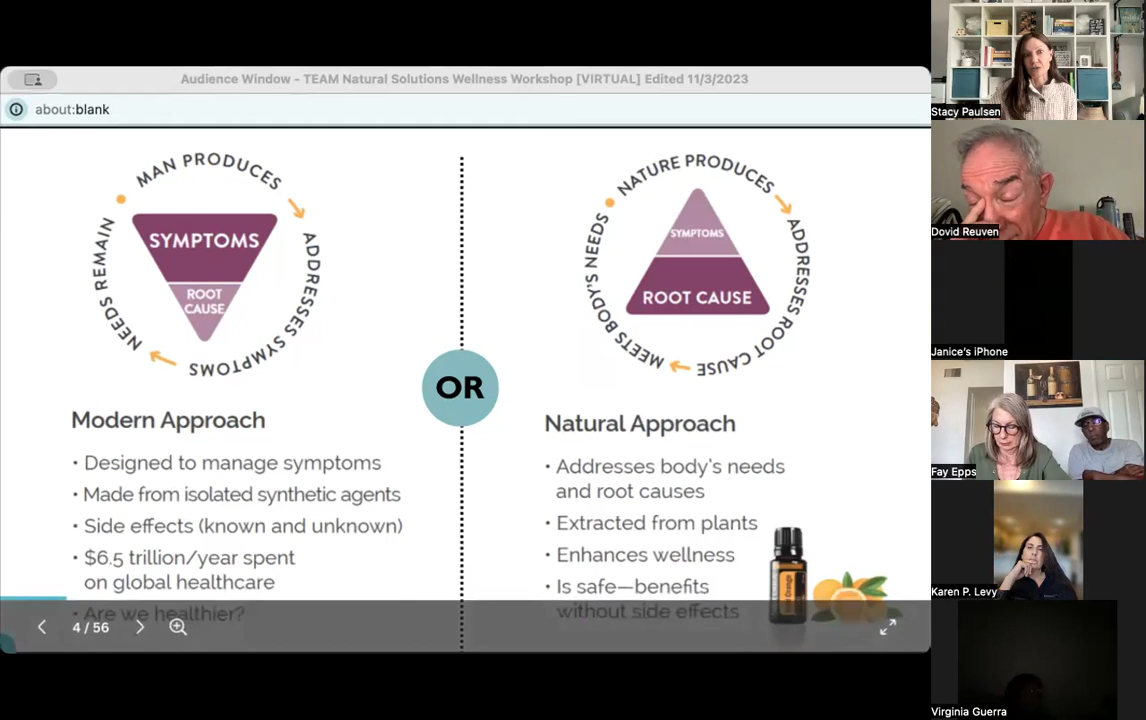 Audience Window - TEAM Natural Solutions Wellness Workshop [VIRTUAL] Edited 11/3/2023
about:blank
MAN PRODUCES
ADDRESSES SYMPTOMS
NEEDS REMAIN
SYMPTOMS
ROOT
CAUSE
Modern Approach
• Designed to manage symptoms
• Made from isolated synthetic agents
• Side effects (known and unknown)
• $6.5 trillion/year spent
on global healthcare
• Are we healthier?
OR
NATURE PRODUCES
ADDRESSES ROOT CAUSE
MEETS BODY'S NEEDS
SYMPTOMS
ROOT CAUSE
Natural Approach
• Addresses body's needs
and root causes
• Extracted from plants
• Enhances wellness
• Is safe—benefits
without side effects
4 / 56
Stacy Paulsen
Dovid Reuven
Janice's iPhone
Fay Epps
Karen P. Levy
Virginia Guerra